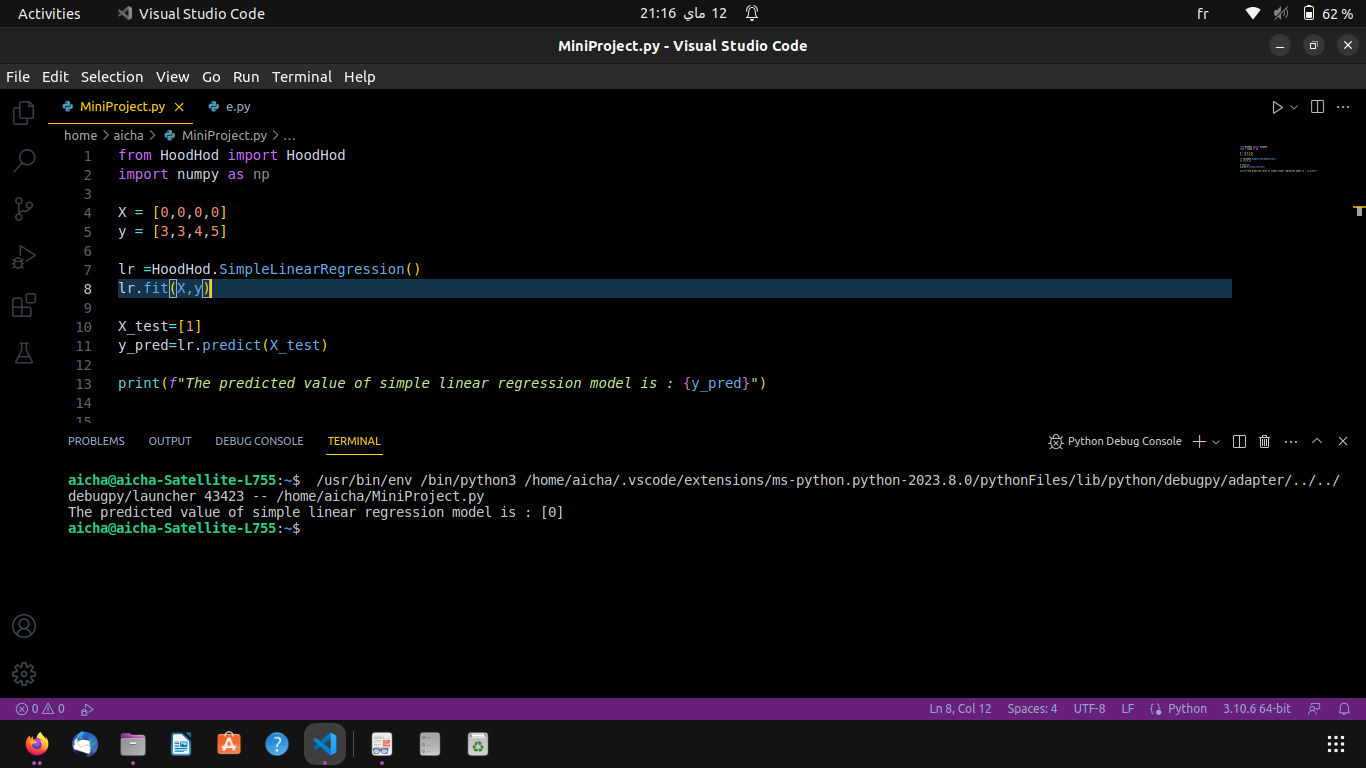 Activities Visual Studio Code 12 ماي 21:16 fr 62 %
MiniProject.py - Visual Studio Code
File Edit Selection View Go Run Terminal Help
MiniProject.py e.py
home > aicha > MiniProject.py > ...
1 from HoodHod import HoodHod
2 import numpy as np
3
4 X = [0,0,0,0]
5 y = [3,3,4,5]
6
7 lr =HoodHod.SimpleLinearRegression()
8 lr.fit(X,y)
9
10 X_test=[1]
11 y_pred=lr.predict(X_test)
12
13 print(f"The predicted value of simple linear regression model is : {y_pred}")
14
15
PROBLEMS OUTPUT DEBUG CONSOLE TERMINAL Python Debug Console
aicha@aicha-Satellite-L755:~$  /usr/bin/env /bin/python3 /home/aicha/.vscode/extensions/ms-python.python-2023.8.0/pythonFiles/lib/python/debugpy/adapter/../../
debugpy/launcher 43423 -- /home/aicha/MiniProject.py
The predicted value of simple linear regression model is : [0]
aicha@aicha-Satellite-L755:~$
0 0 Ln 8, Col 12 Spaces: 4 UTF-8 LF Python 3.10.6 64-bit